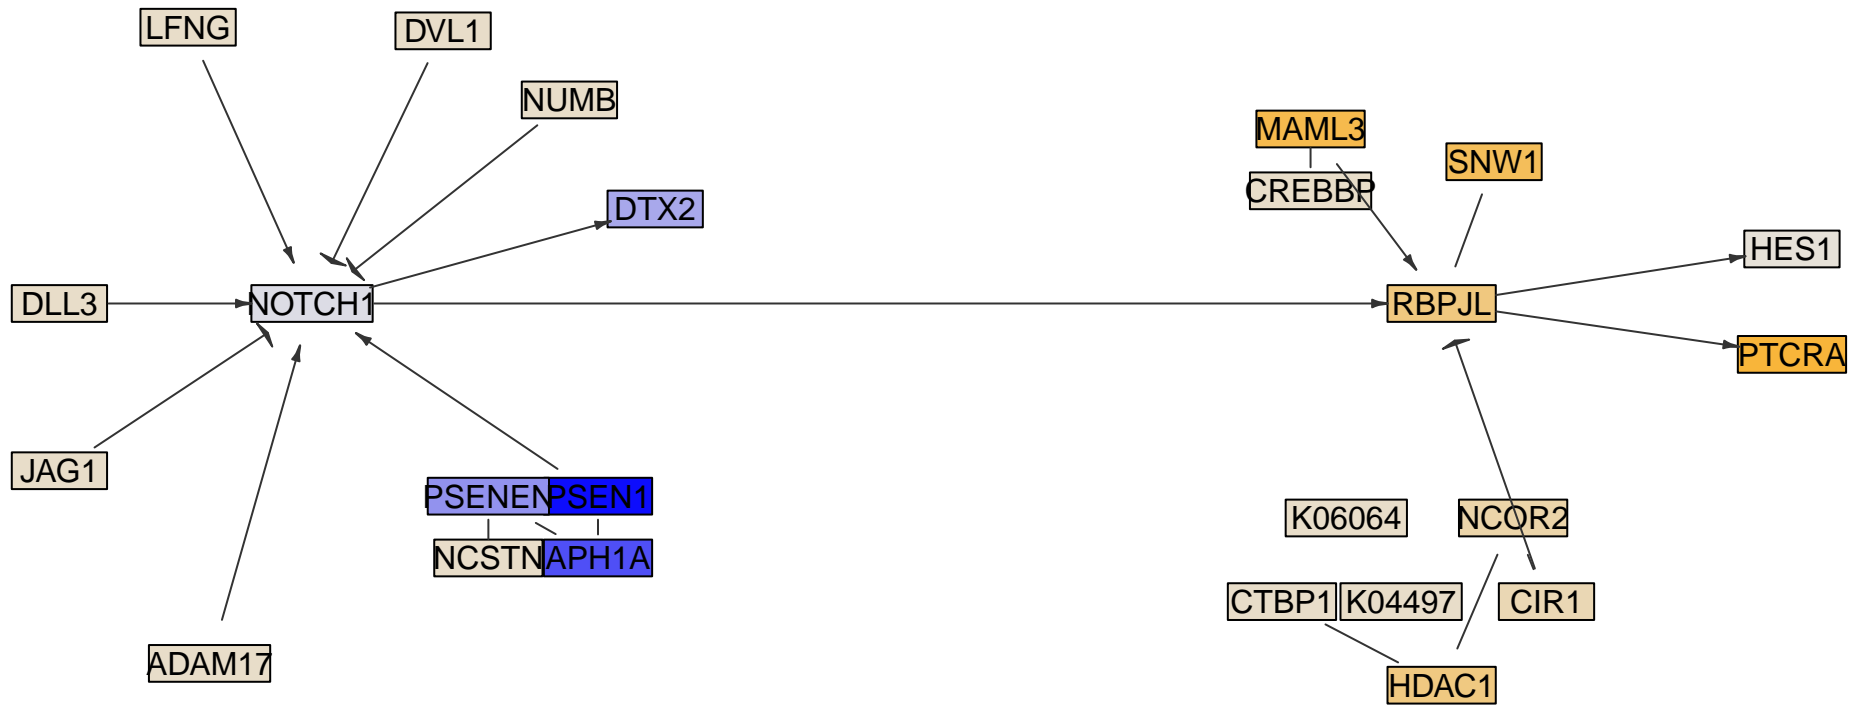 LFNG
DVL1
NUMB
MAML3
SNW1
CREBBP
DTX2
HES1
DLL3
NOTCH1
RBPJL
PTCRA
JAG1
PSENEN
PSEN1
K06064
NCOR2
NCSTN
APH1A
CTBP1
K04497
CIR1
ADAM17
HDAC1